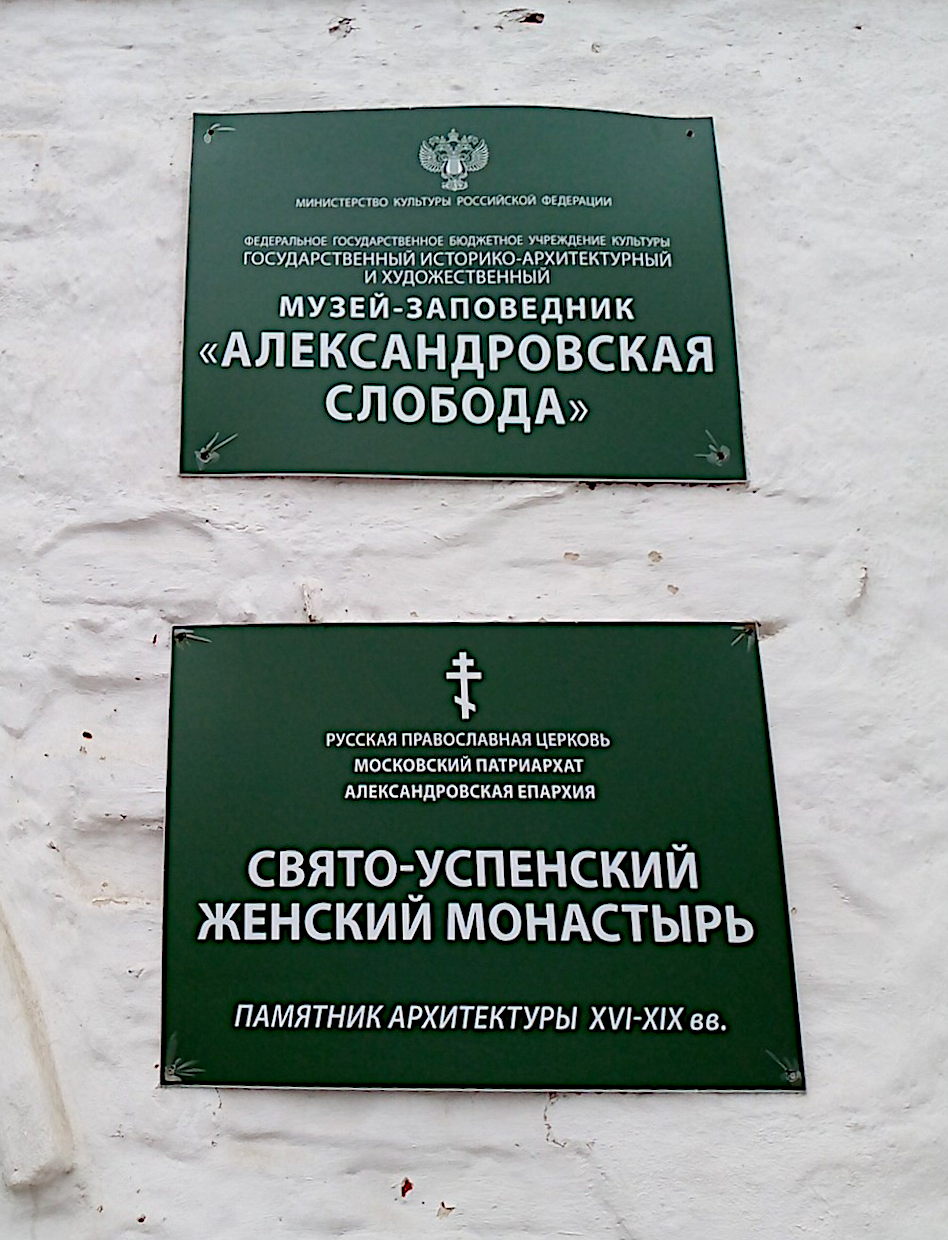 МИНИСТЕРСТВО КУЛЬТУРЫ РОССИЙСКОЙ ФЕДЕРАЦИИ
ФЕДЕРАЛЬНОЕ ГОСУДАРСТВЕННОЕ БЮДЖЕТНОЕ УЧРЕЖДЕНИЕ КУЛЬТУРЫ
ГОСУДАРСТВЕННЫЙ ИСТОРИКО-АРХИТЕКТУРНЫЙ
И ХУДОЖЕСТВЕННЫЙ
МУЗЕЙ-ЗАПОВЕДНИК
«АЛЕКСАНДРОВСКАЯ
СЛОБОДА»
РУССКАЯ ПРАВОСЛАВНАЯ ЦЕРКОВЬ
МОСКОВСКИЙ ПАТРИАРХАТ
АЛЕКСАНДРОВСКАЯ ЕПАРХИЯ
СВЯТО-УСПЕНСКИЙ
ЖЕНСКИЙ МОНАСТЫРЬ
ПАМЯТНИК АРХИТЕКТУРЫ XVI-XIX вв.